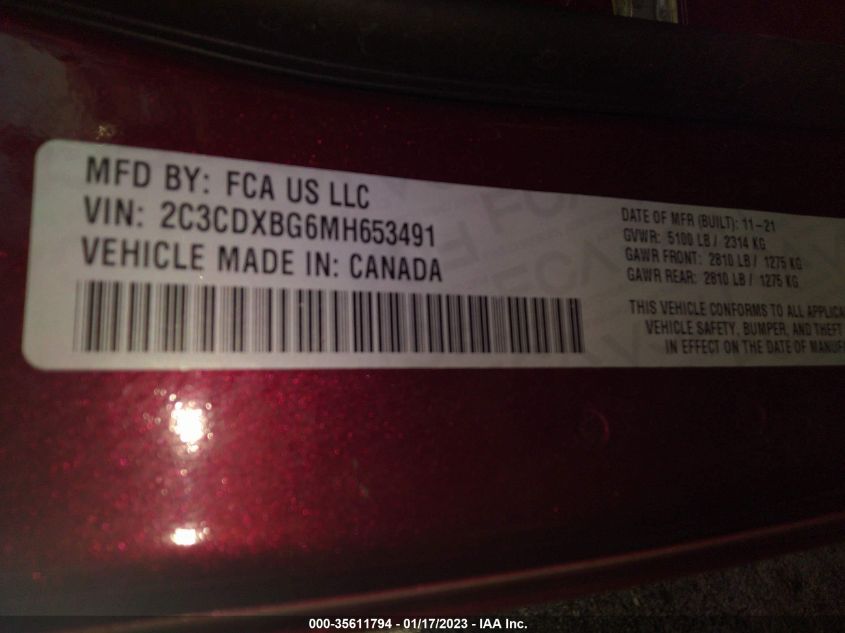 MFD BY: FCA US LLC
VIN: 2C3CDXBG6MH653491
VEHICLE MADE IN: CANADA
DATE OF MFR (BUILT): 11-21
GVWR: 5100 LB / 2314 KG
GAWR FRONT: 2810 LB / 1275 KG
GAWR REAR: 2810 LB / 1275 KG
THIS VEHICLE CONFORMS TO ALL APPLICA
VEHICLE SAFETY, BUMPER, AND THEFT
IN EFFECT ON THE DATE OF MANUF
000-35611794 - 01/17/2023 - IAA Inc.